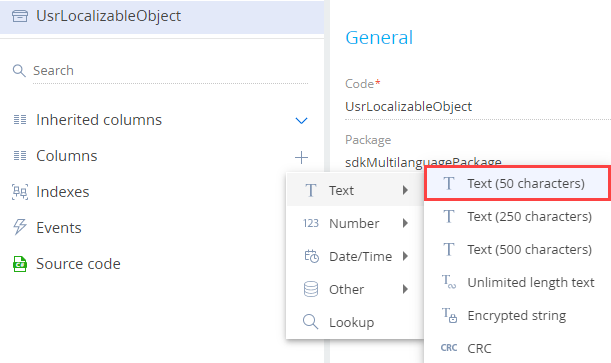 UsrLocalizableObject
Search
Inherited columns
Columns
Indexes
Events
Source code
General
Code*
UsrLocalizableObject
Package
sdkMultilanguagePackage
Text
123 Number
Date/Time
Other
Lookup
Text (50 characters)
Text (250 characters)
Text (500 characters)
Unlimited length text
Encrypted string
CRC CRC